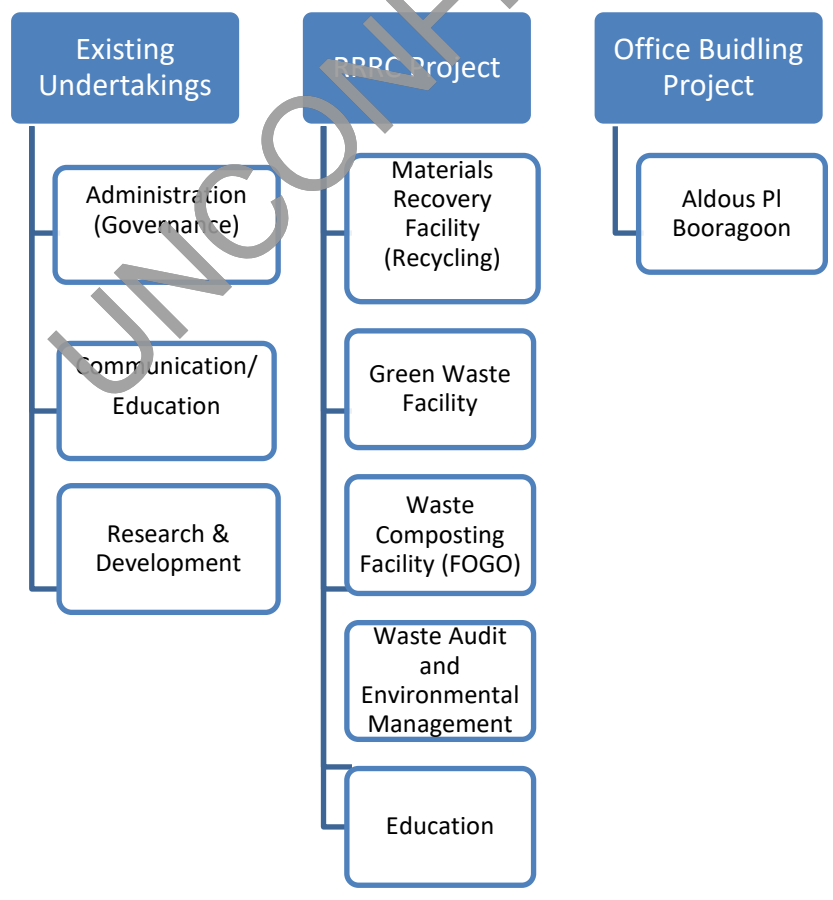 Existing
Undertakings
Administration
(Governance)
Communication/
Education
Research &
Development
RRRC Project
Materials
Recovery
Facility
(Recycling)
Green Waste
Facility
Waste
Composting
Facility (FOGO)
Waste Audit
and
Environmental
Management
Education
Office Buidling
Project
Aldous Pl
Booragoon